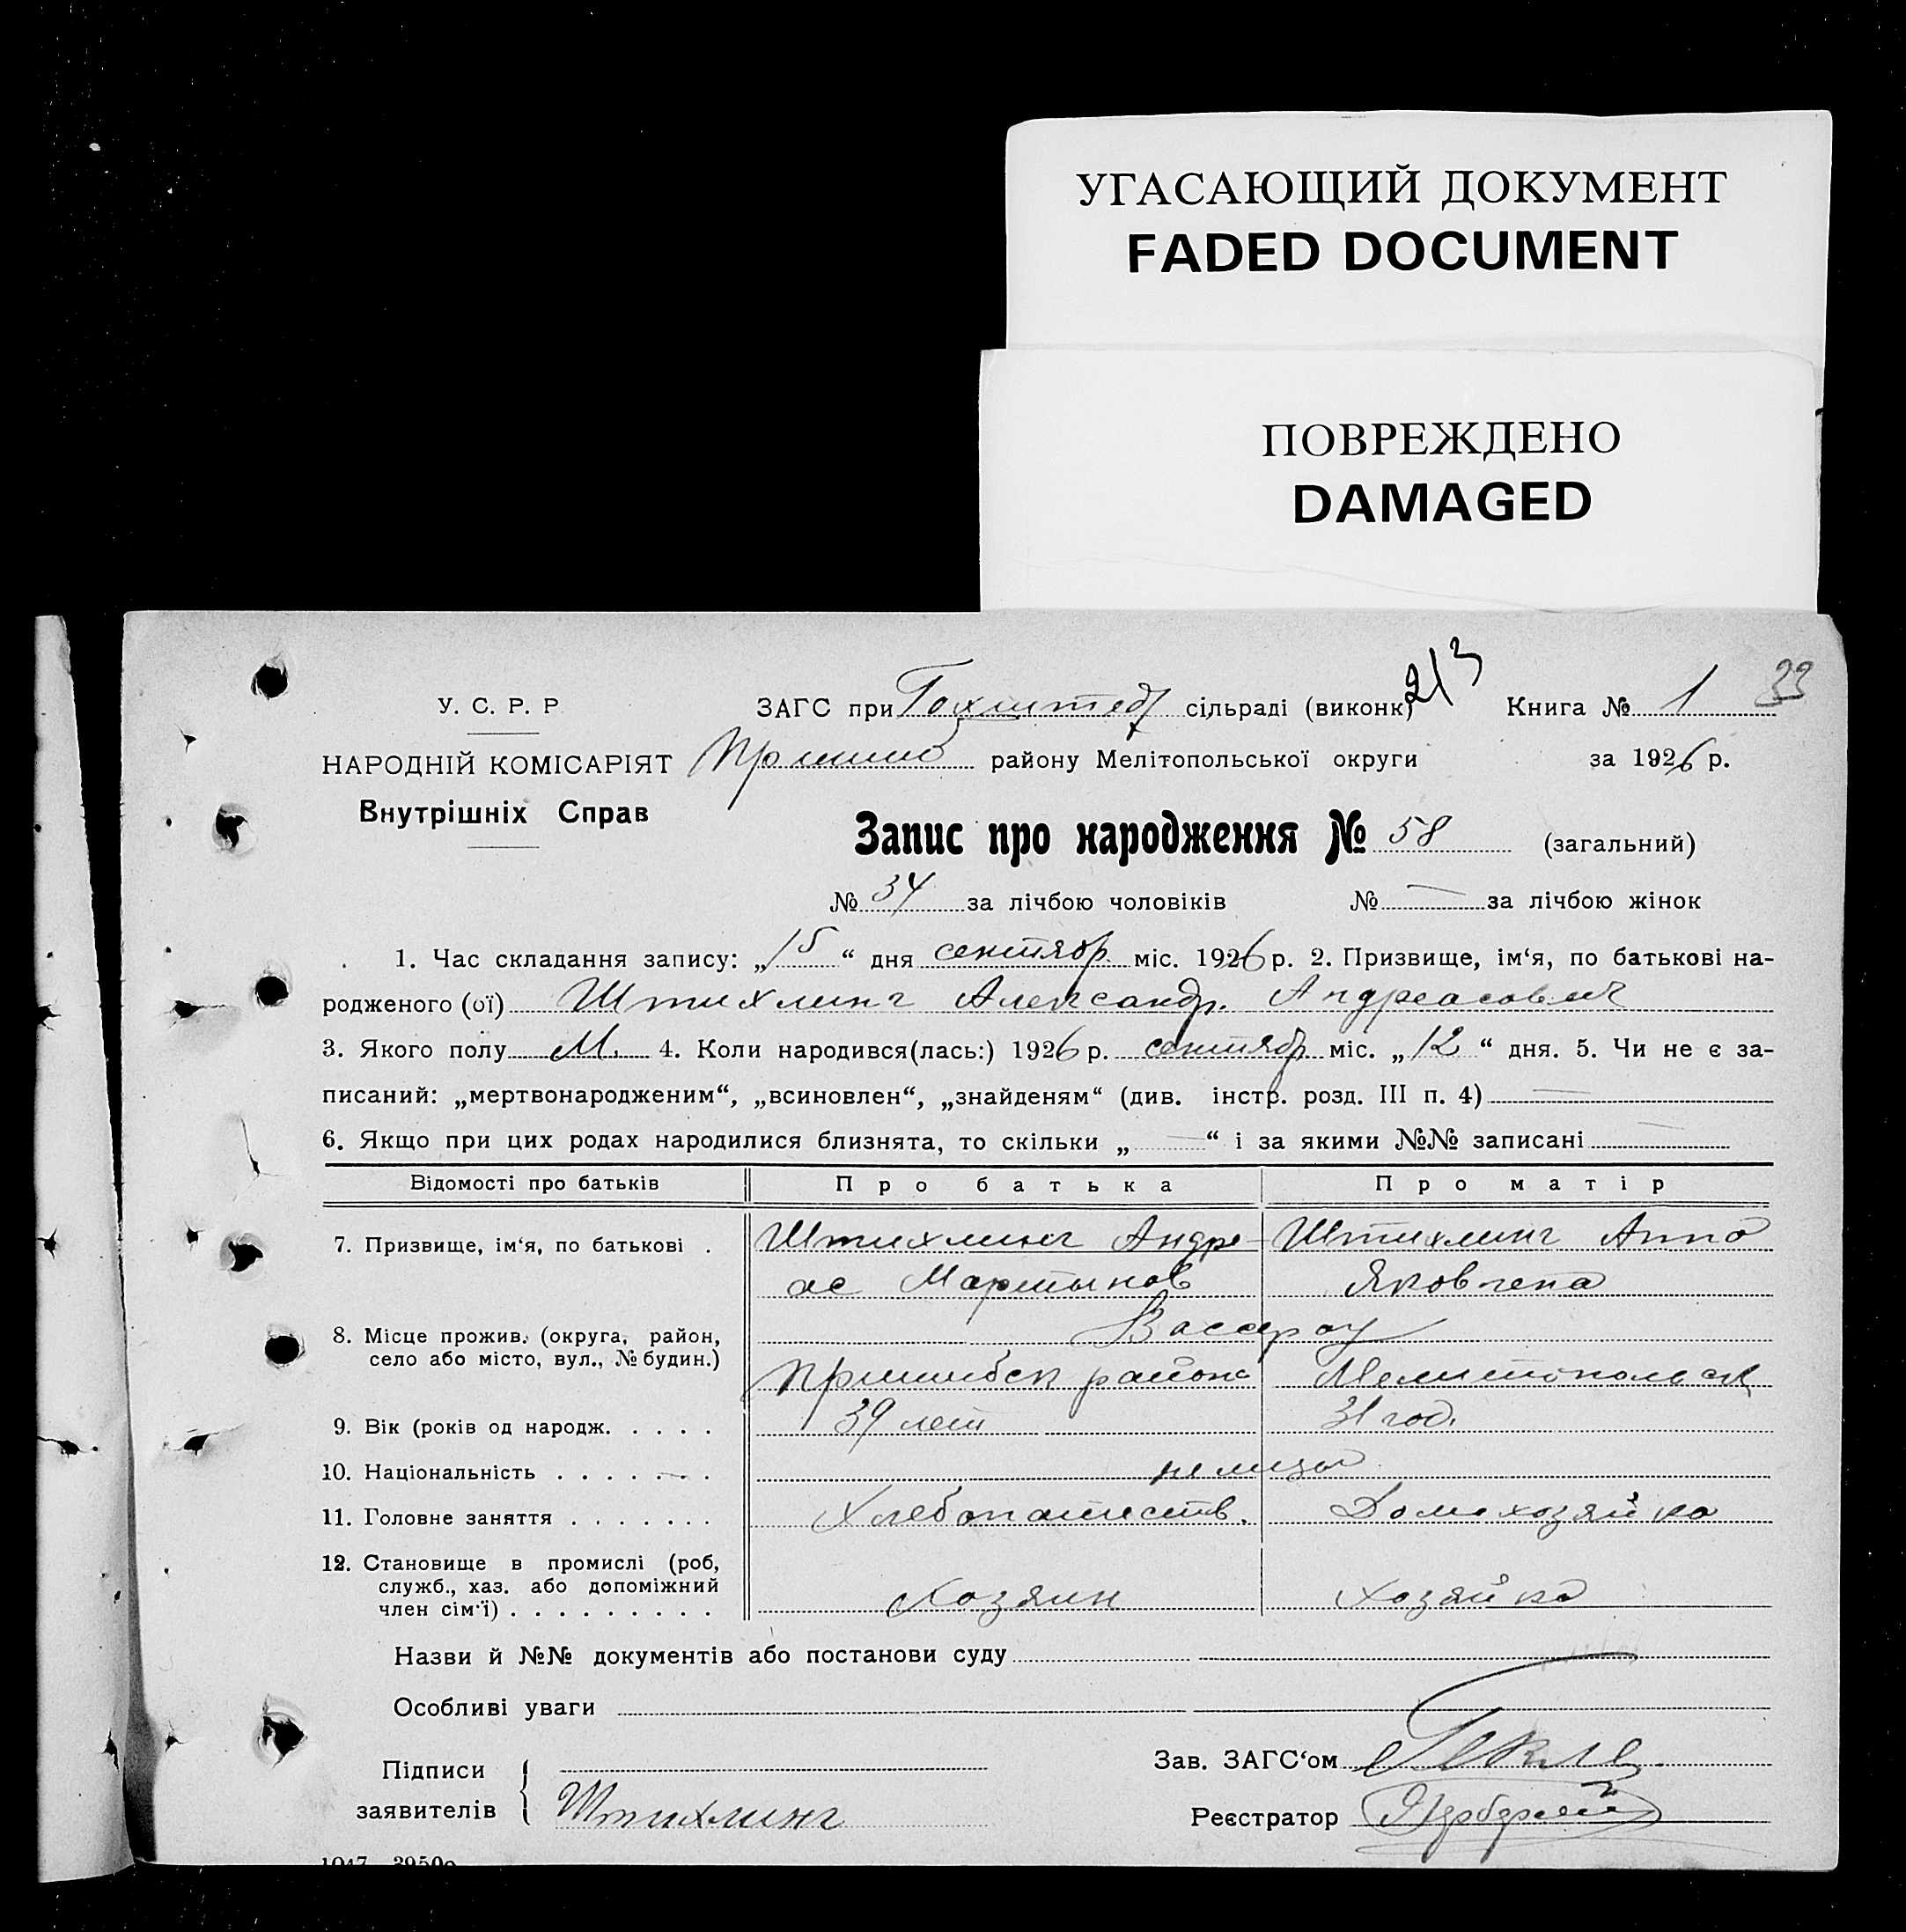 УГАСАЮЩИЙ ДОКУМЕНТ
FADED DOCUMENT
ПОВРЕЖДЕНО
DAMAGED
213
33
У. С. Р. Р
НАРОДНІЙ КОМІСАРІЯТ
Внутрішніх Справ
ЗАГС при Гохштедт сільраді (виконк) Книга № 1
Пришиб району Мелітопольської округи за 1926 р.
Запис про народження № 58 (загальний)
№ 34 за лічбою чоловіків № — за лічбою жінок
1. Час складання запису: „15“ дня сентябр. міс. 1926 р. 2. Призвище, ім‘я, по батькові на-
родженого (ої) Штихлинг Александр. Андреасович
3. Якого полу М. 4. Коли народився(лась:) 1926 р. сентябр міс. „12“ дня. 5. Чи не є за-
писаний: „мертвонародженим“, „всиновлен“, „знайденям“ (див. інстр. розд. III п. 4) —
6. Якщо при цих родах народилися близнята, то скільки „—“ і за якими №№ записані —
Відомості про батьків Про батька Про матір
7. Призвище, ім‘я, по батькові . Штихлинг Андре- Штихлинг Анна
ас Мартынов Яковлена
8. Місце прожив. (округа, район, Вассерау
село або місто, вул., № будин.) Пришибск района Мелитопольск
9. Вік (років од народж. . . . . 39 лет 31 год.
10. Національність . . . . . . . немцы
11. Головне заняття . . . . . . . Хлебопашеств. Домохозяйка
12. Становище в промислі (роб,
служб., хаз. або допоміжний
член сім‘ї) . . . . . . . . . Хозяин Хозяйка
Назви й №№ документів або постанови суду
Особливі уваги
Підписи
заявителів Штихлинг
Зав. ЗАГС‘ом
Реєстратор